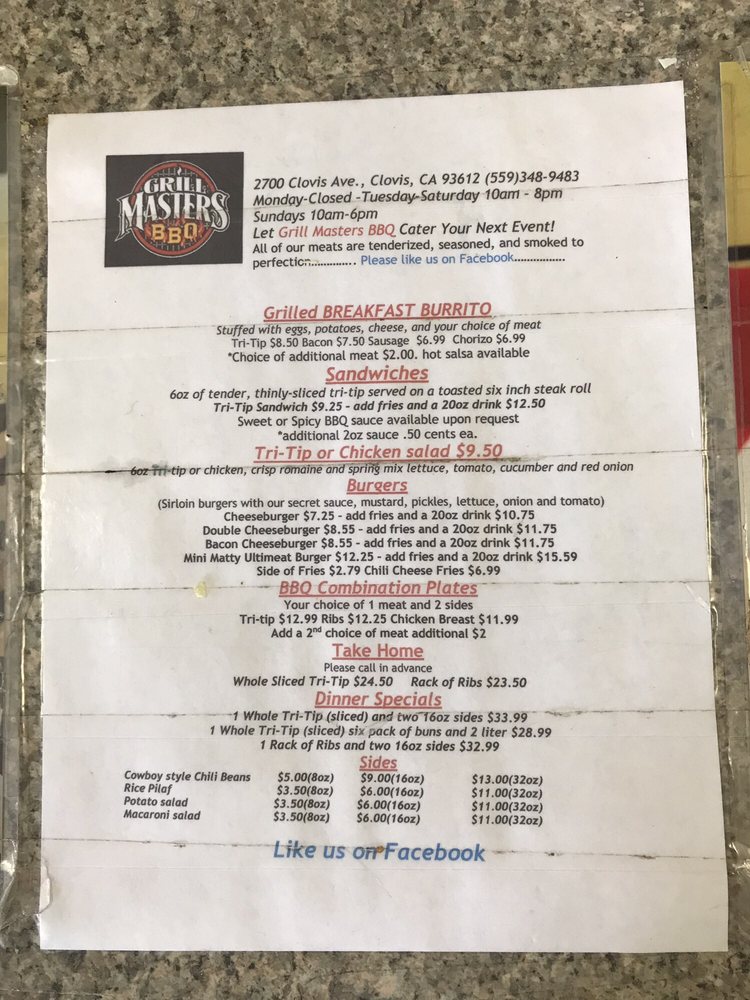 GRILL
MASTERS
BBQ
2700 Clovis Ave., Clovis, CA 93612 (559)348-9483
Monday-Closed -Tuesday-Saturday 10am - 8pm
Sundays 10am-6pm
Let Grill Masters BBQ Cater Your Next Event!
All of our meats are tenderized, seasoned, and smoked to
perfection.............. Please like us on Facebook................
Grilled BREAKFAST BURRITO
Stuffed with eggs, potatoes, cheese, and your choice of meat
Tri-Tip $8.50 Bacon $7.50 Sausage $6.99 Chorizo $6.99
*Choice of additional meat $2.00. hot salsa available
Sandwiches
6oz of tender, thinly-sliced tri-tip served on a toasted six inch steak roll
Tri-Tip Sandwich $9.25 - add fries and a 20oz drink $12.50
Sweet or Spicy BBQ sauce available upon request
*additional 2oz sauce .50 cents ea.
Tri-Tip or Chicken salad $9.50
6oz Tri-tip or chicken, crisp romaine and spring mix lettuce, tomato, cucumber and red onion
Burgers
(Sirloin burgers with our secret sauce, mustard, pickles, lettuce, onion and tomato)
Cheeseburger $7.25 - add fries and a 20oz drink $10.75
Double Cheeseburger $8.55 - add fries and a 20oz drink $11.75
Bacon Cheeseburger $8.55 - add fries and a 20oz drink $11.75
Mini Matty Ultimeat Burger $12.25 - add fries and a 20oz drink $15.59
Side of Fries $2.79 Chili Cheese Fries $6.99
BBQ Combination Plates
Your choice of 1 meat and 2 sides
Tri-tip $12.99 Ribs $12.25 Chicken Breast $11.99
Add a 2nd choice of meat additional $2
Take Home
Please call in advance
Whole Sliced Tri-Tip $24.50 Rack of Ribs $23.50
Dinner Specials
1 Whole Tri-Tip (sliced) and two 16oz sides $33.99
1 Whole Tri-Tip (sliced) six pack of buns and 2 liter $28.99
1 Rack of Ribs and two 16oz sides $32.99
Sides
Cowboy style Chili Beans $5.00(8oz) $9.00(16oz) $13.00(32oz)
Rice Pilaf $3.50(8oz) $6.00(16oz) $11.00(32oz)
Potato salad $3.50(8oz) $6.00(16oz) $11.00(32oz)
Macaroni salad $3.50(8oz) $6.00(16oz) $11.00(32oz)
Like us on Facebook